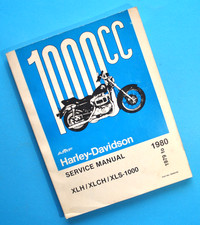 1000cc
Harley-Davidson
SERVICE MANUAL
1980
XLH/XLCH/XLS-1000